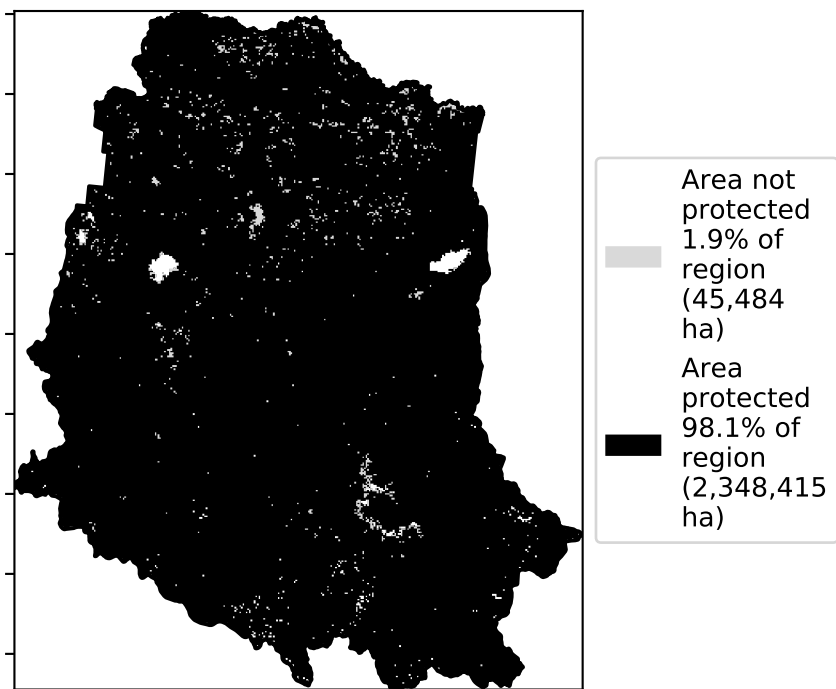 Area not
protected
1.9% of
region
(45,484
ha)
Area
protected
98.1% of
region
(2,348,415
ha)